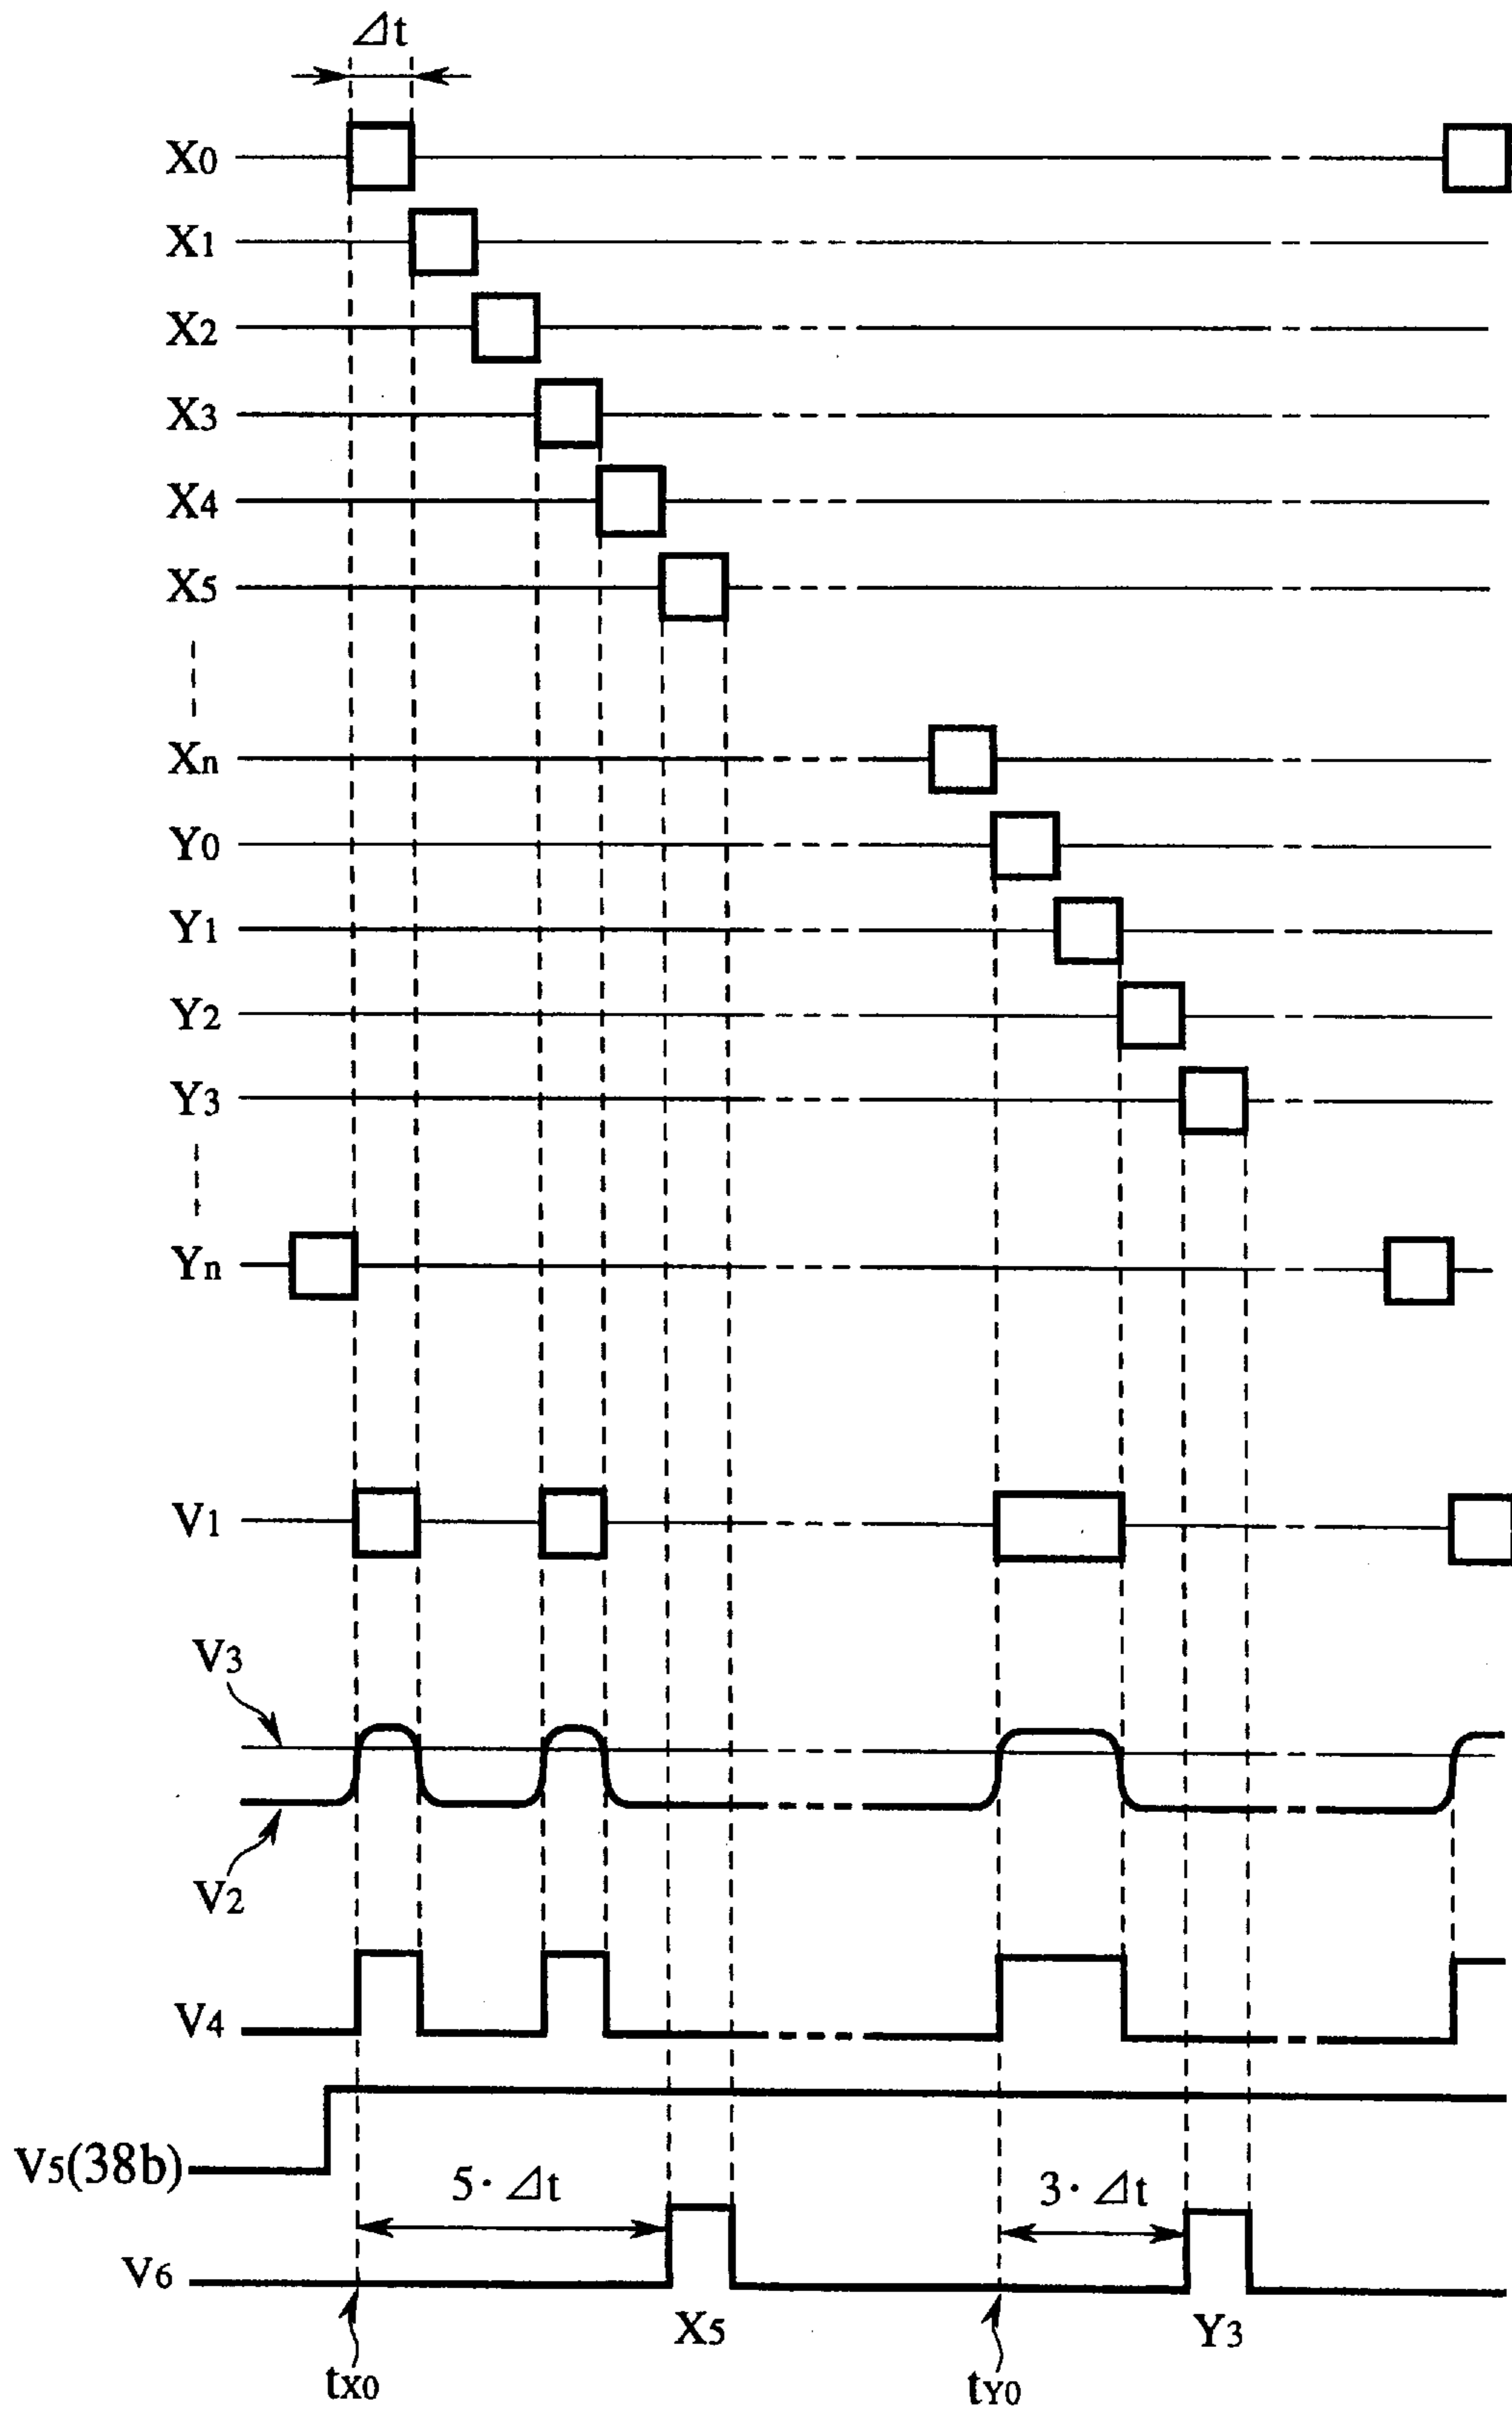 ⊿t
X0
X1
X2
X3
X4
X5
Xn
Y0
Y1
Y2
Y3
Yn
V1
V3
V2
V4
V5(38b)
5·⊿t
3·⊿t
V6
X5
Y3
tX0
tY0